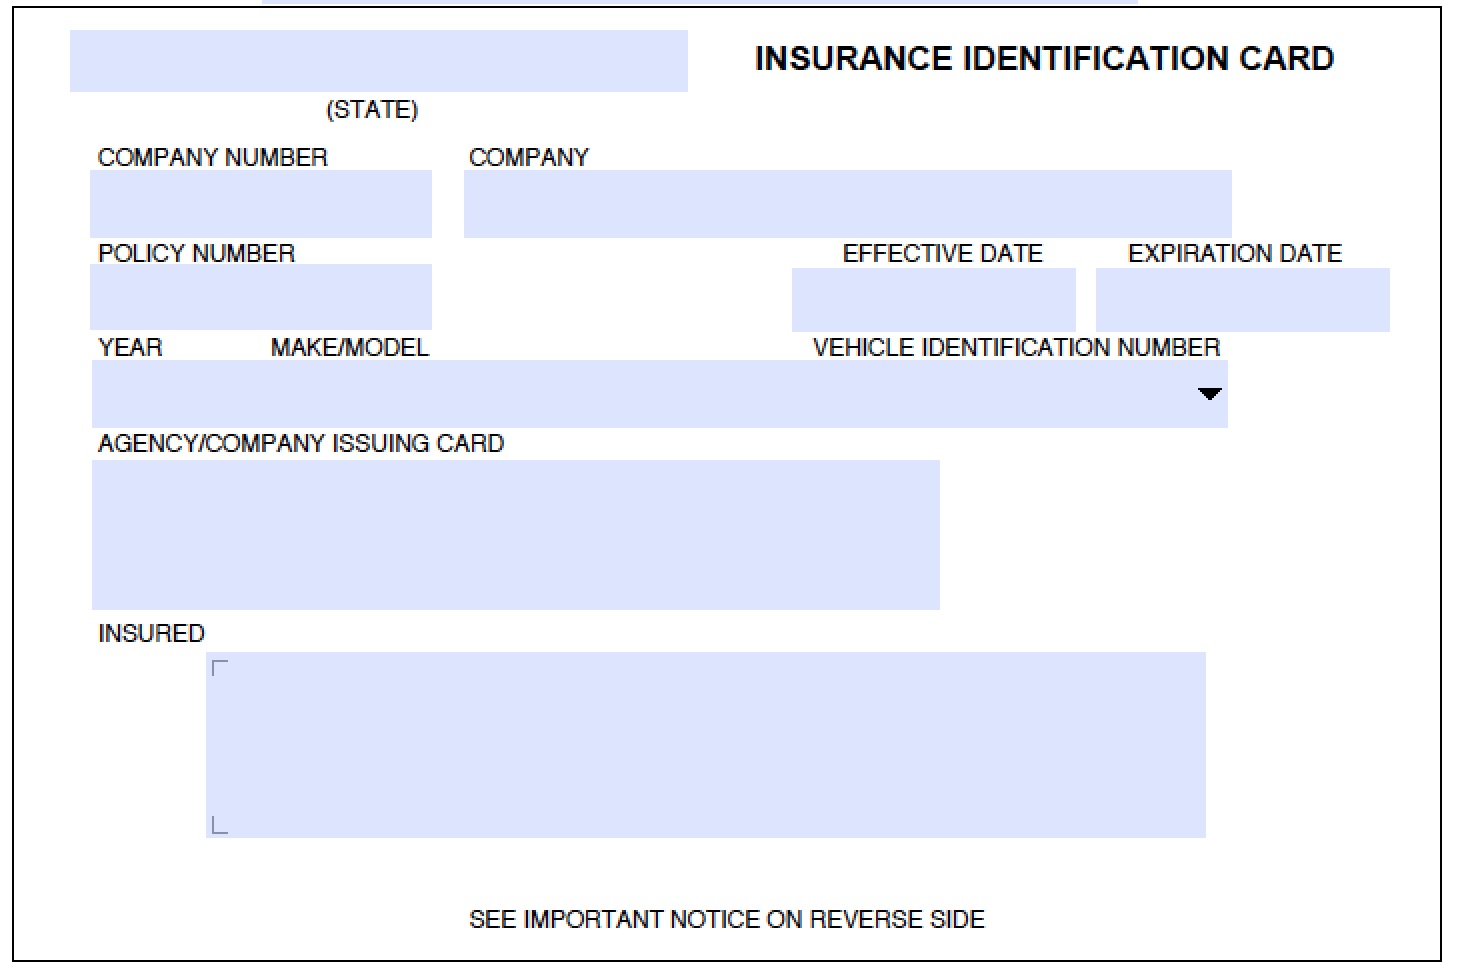 INSURANCE IDENTIFICATION CARD
(STATE)
COMPANY NUMBER COMPANY
POLICY NUMBER EFFECTIVE DATE EXPIRATION DATE
YEAR MAKE/MODEL VEHICLE IDENTIFICATION NUMBER
AGENCY/COMPANY ISSUING CARD
INSURED
SEE IMPORTANT NOTICE ON REVERSE SIDE